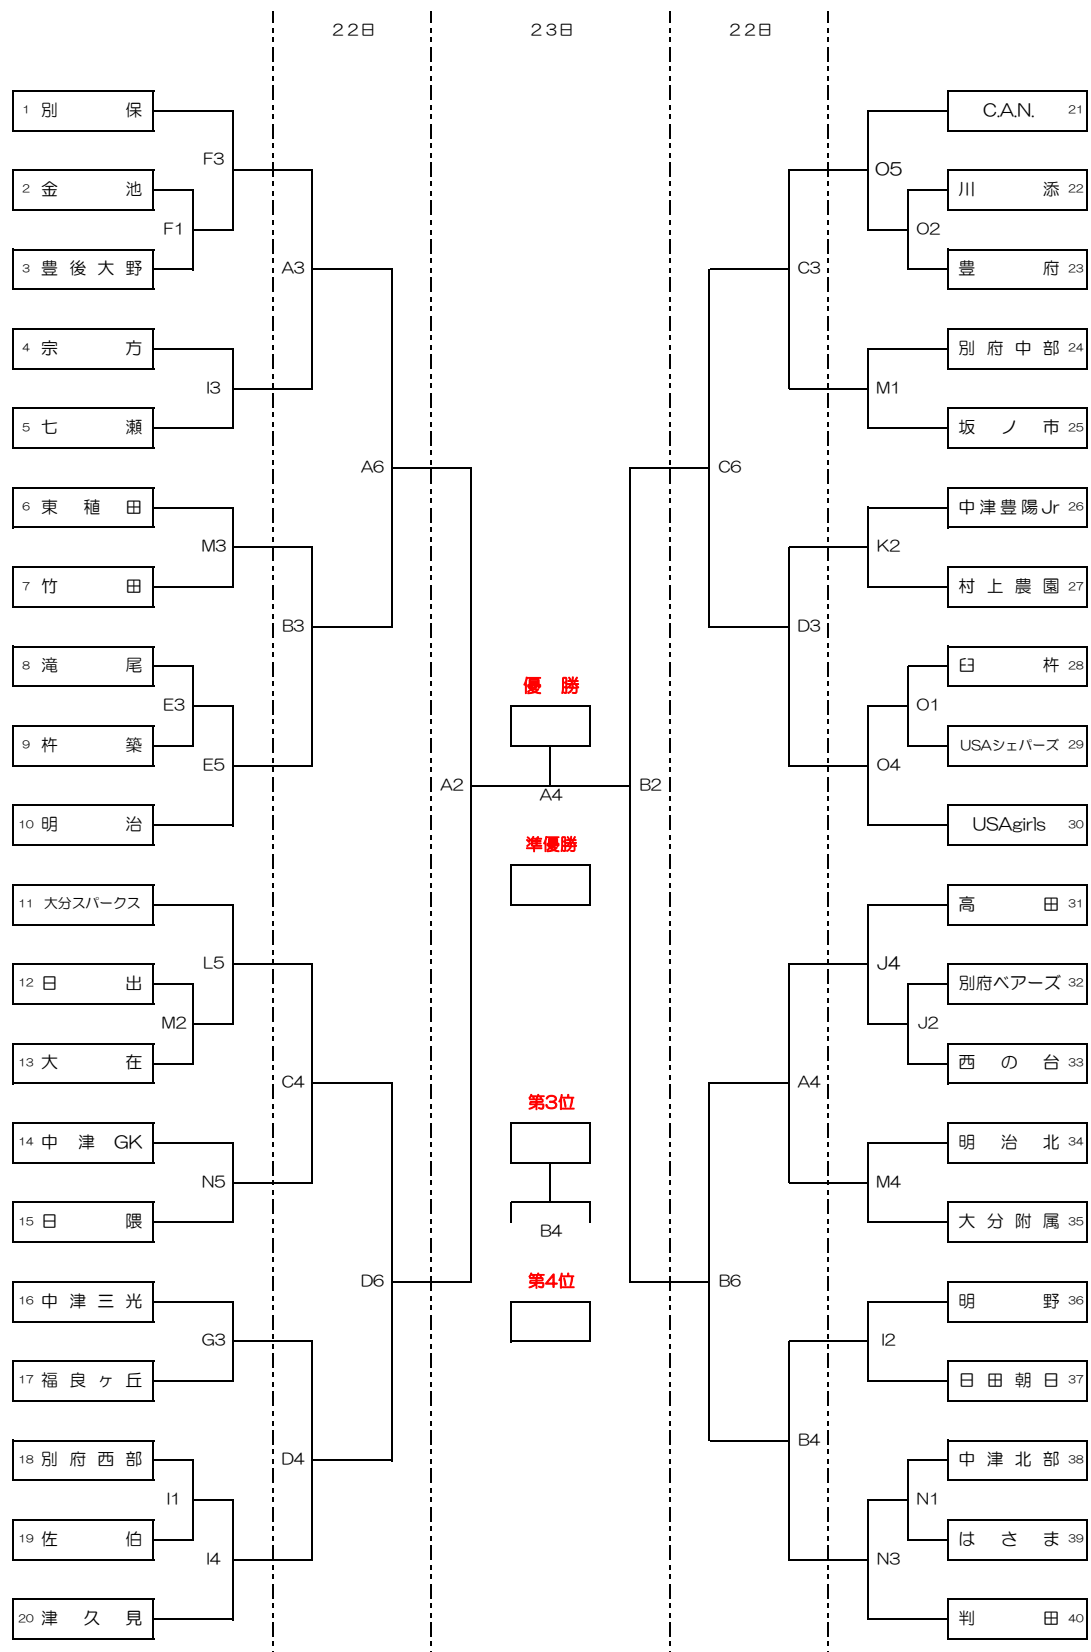 22日 23日 22日
1 別保
F3
2 金池
F1
3 豊後大野
A3
4 宗方
I3
5 七瀬
A6
6 東稙田
M3
7 竹田
B3
8 滝尾
E3
9 杵築
E5
10 明治
A2
11 大分スパークス
L5
12 日出
M2
13 大在
C4
14 中津GK
N5
15 日隈
D6
16 中津三光
G3
17 福良ヶ丘
D4
18 別府西部
I1
19 佐伯
I4
20 津久見
優勝
A4
準優勝
第3位
B4
第4位
C.A.N. 21
O5
川添 22
O2
豊府 23
C3
別府中部 24
M1
坂ノ市 25
C6
中津豊陽Jr 26
K2
村上農園 27
D3
臼杵 28
O1
USAシェパーズ 29
O4
B2
USAgirls 30
高田 31
J4
別府ベアーズ 32
J2
西の台 33
A4
明治北 34
M4
大分附属 35
B6
明野 36
I2
日田朝日 37
B4
中津北部 38
N1
はさま 39
N3
判田 40